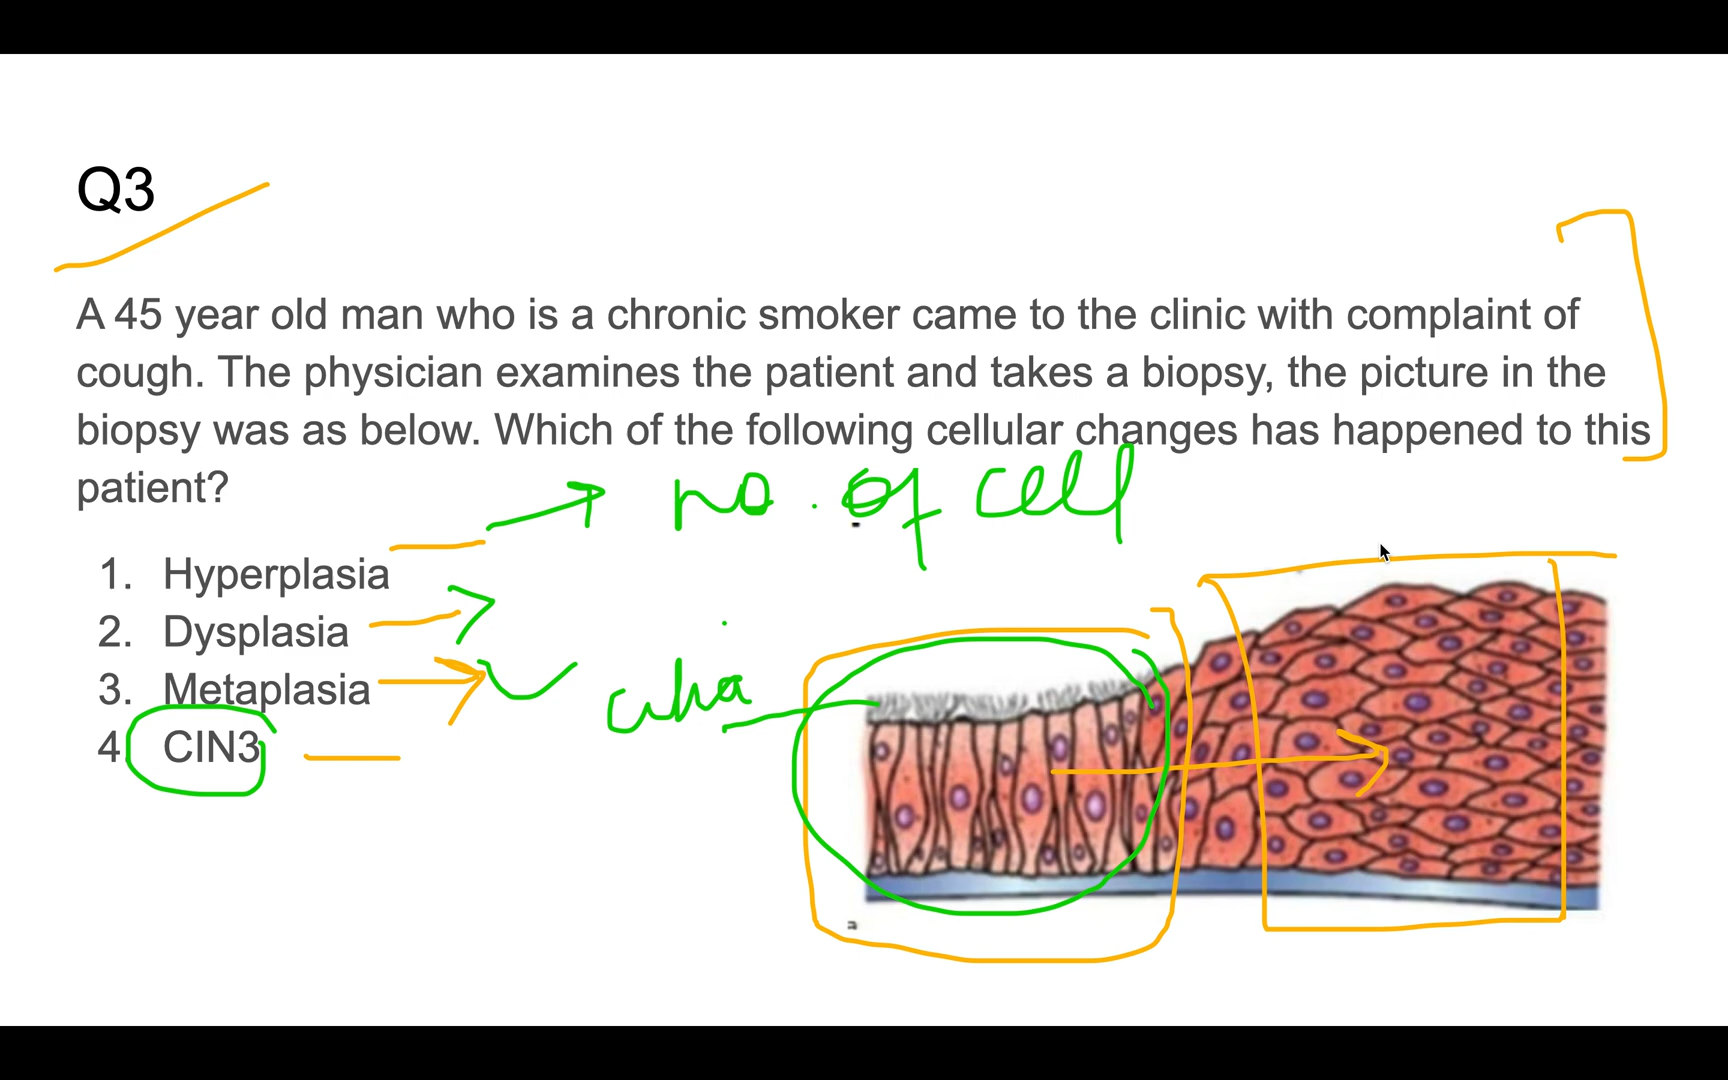 Q3
A 45 year old man who is a chronic smoker came to the clinic with complaint of
cough. The physician examines the patient and takes a biopsy, the picture in the
biopsy was as below. Which of the following cellular changes has happened to this
patient?
no. of cell
1. Hyperplasia
2. Dysplasia
3. Metaplasia
4 CIN3
a